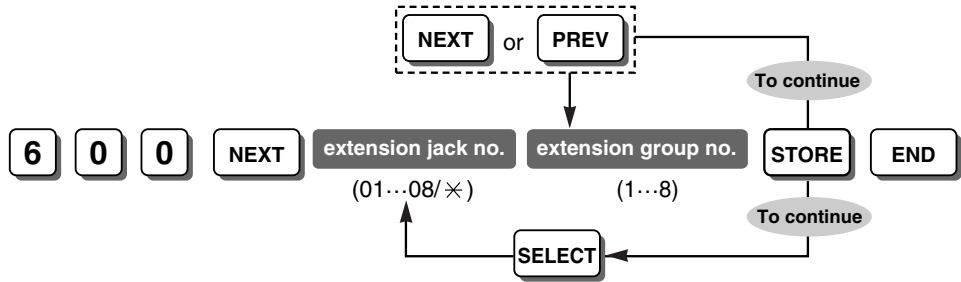 NEXT or PREV
To continue
6 0 0 NEXT extension jack no. extension group no. STORE END
(01···08/✳) (1···8)
To continue
SELECT